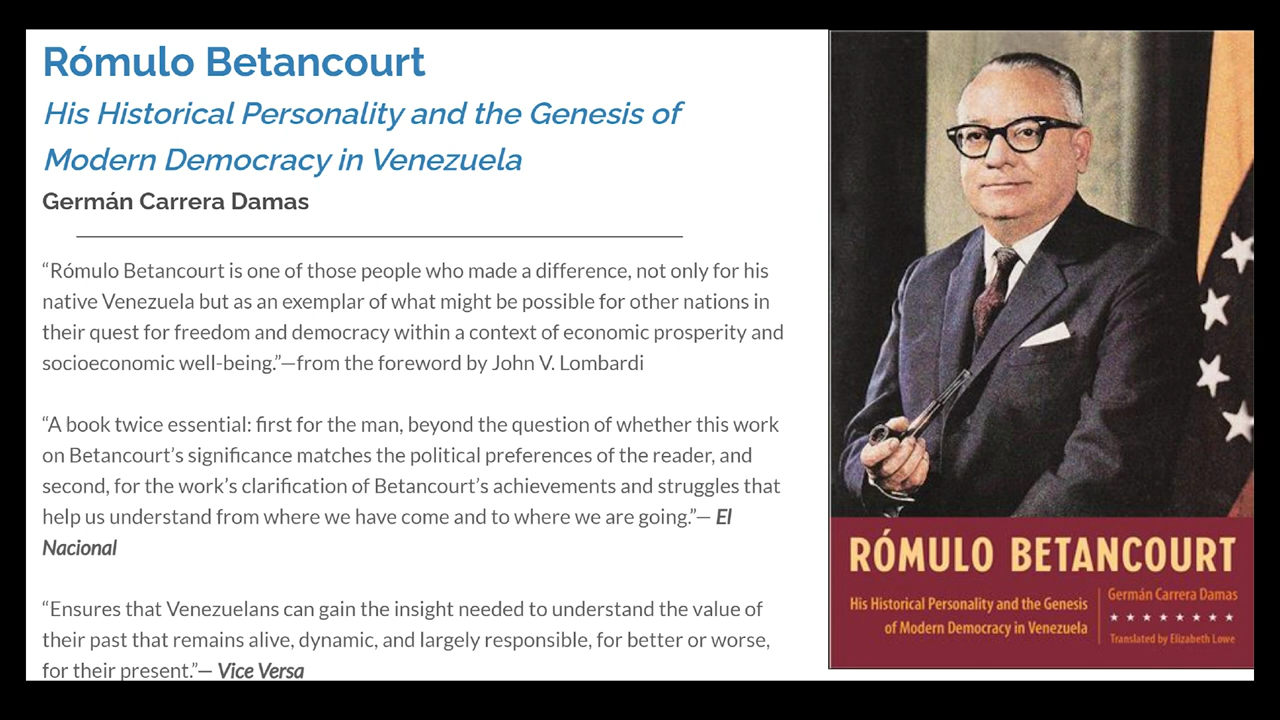 Rómulo Betancourt
His Historical Personality and the Genesis of
Modern Democracy in Venezuela
Germán Carrera Damas
“Rómulo Betancourt is one of those people who made a difference, not only for his
native Venezuela but as an exemplar of what might be possible for other nations in
their quest for freedom and democracy within a context of economic prosperity and
socioeconomic well-being.”—from the foreword by John V. Lombardi
“A book twice essential: first for the man, beyond the question of whether this work
on Betancourt’s significance matches the political preferences of the reader, and
second, for the work’s clarification of Betancourt’s achievements and struggles that
help us understand from where we have come and to where we are going.”— El
Nacional
“Ensures that Venezuelans can gain the insight needed to understand the value of
their past that remains alive, dynamic, and largely responsible, for better or worse,
for their present.”— Vice Versa
RÓMULO BETANCOURT
His Historical Personality and the Genesis
of Modern Democracy in Venezuela
Germán Carrera Damas
Translated by Elizabeth Lowe